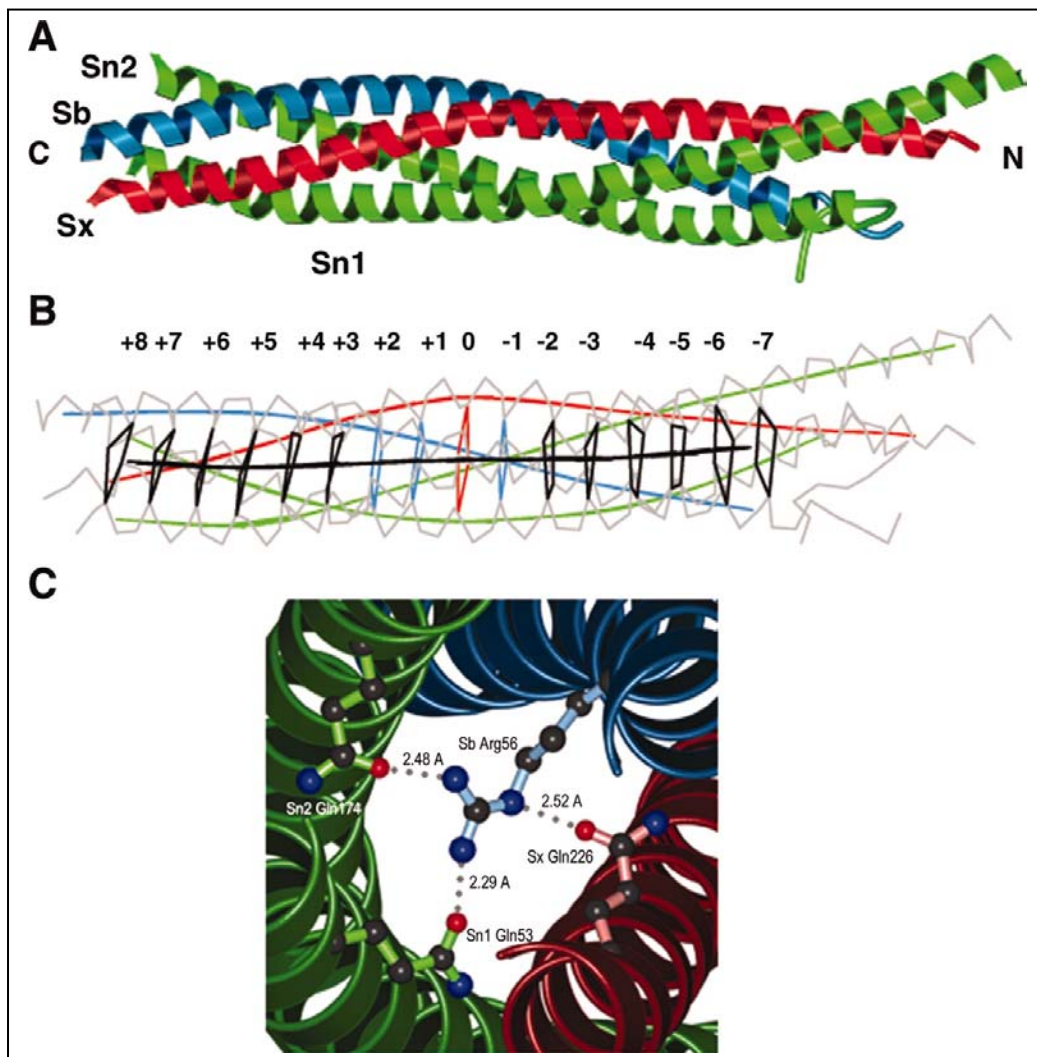 A
Sn2
Sb
C
N
Sx
Sn1
B
+8 +7 +6 +5 +4 +3 +2 +1 0 -1 -2 -3 -4 -5 -6 -7
C
Sb Arg56
2.48 A
Sn2 Gln174
2.52 A
Sx Gln226
2.29 A
Sn1 Gln53